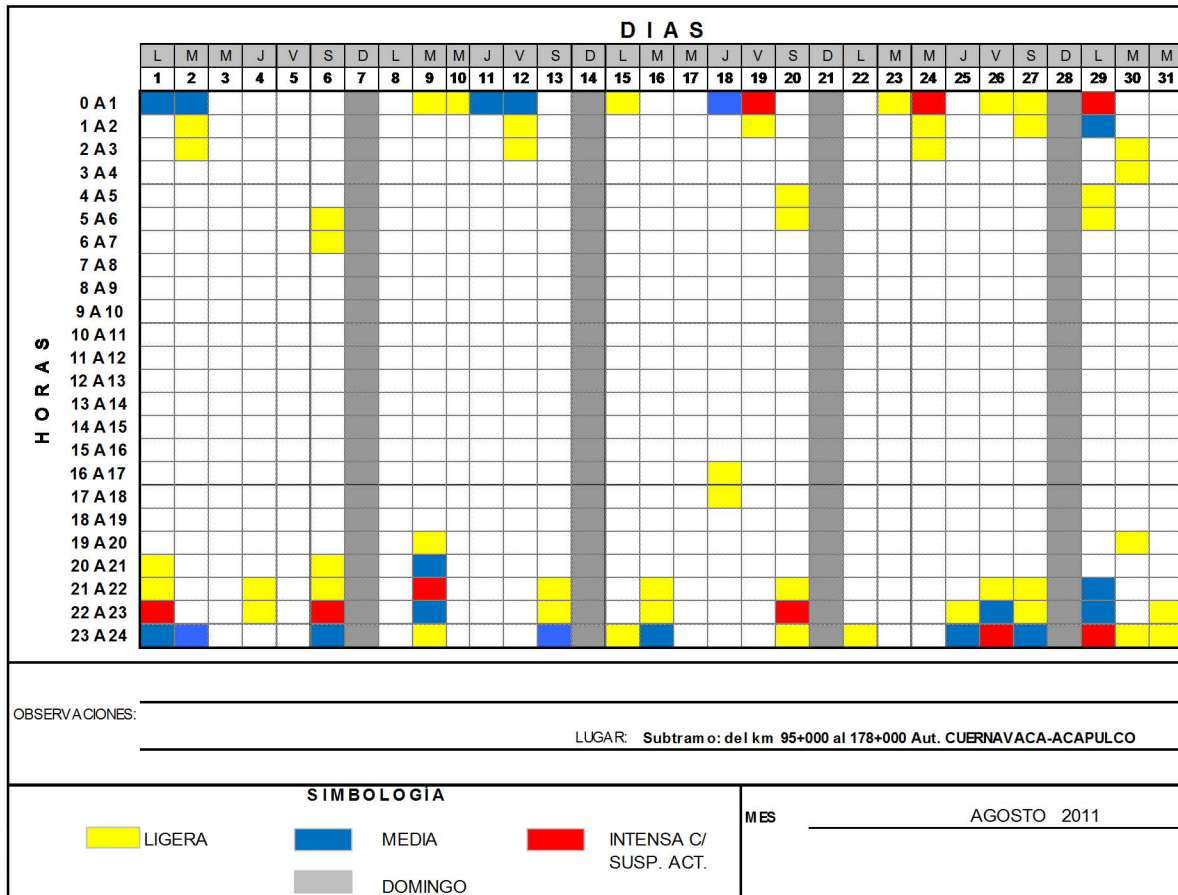 D I A S
L M M J V S D L M M J V S D L M M J V S D L M M J V S D L M M
1 2 3 4 5 6 7 8 9 10 11 12 13 14 15 16 17 18 19 20 21 22 23 24 25 26 27 28 29 30 31
HORAS
0 A 1
1 A 2
2 A 3
3 A 4
4 A 5
5 A 6
6 A 7
7 A 8
8 A 9
9 A 10
10 A 11
11 A 12
12 A 13
13 A 14
14 A 15
15 A 16
16 A 17
17 A 18
18 A 19
19 A 20
20 A 21
21 A 22
22 A 23
23 A 24
OBSERVACIONES:
LUGAR: Subtramo: del km 95+000 al 178+000 Aut. CUERNAVACA-ACAPULCO
SIMBOLOGÍA
LIGERA MEDIA INTENSA C/
SUSP. ACT.
DOMINGO
MES AGOSTO 2011